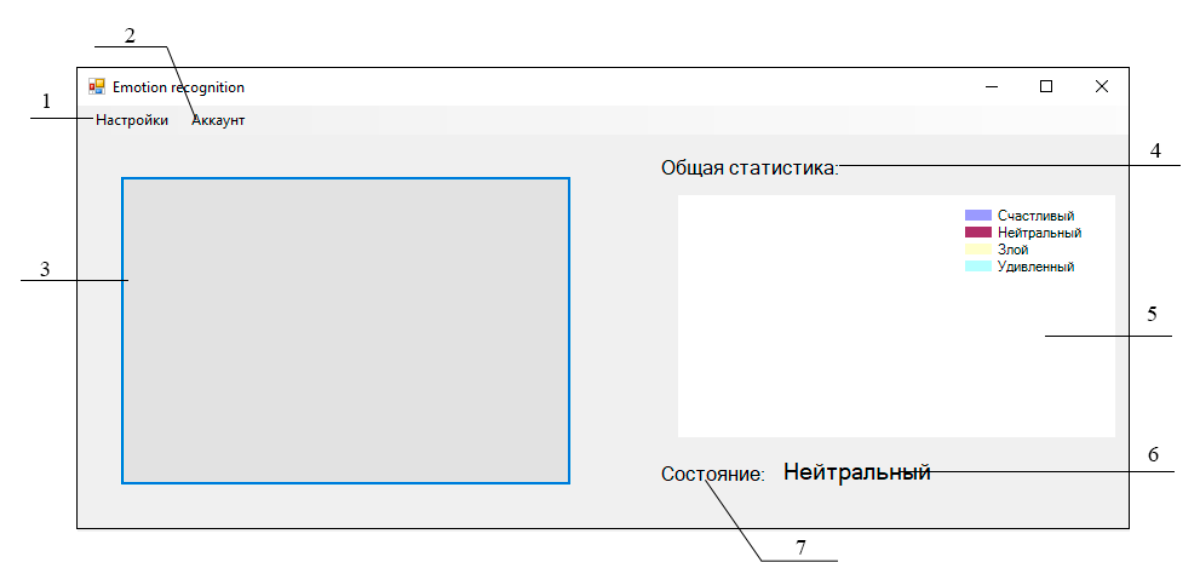 2
Emotion recognition
1
Настройки Аккаунт
4
Общая статистика:
Счастливый
Нейтральный
Злой
Удивленный
3
5
6
Состояние: Нейтральный
7